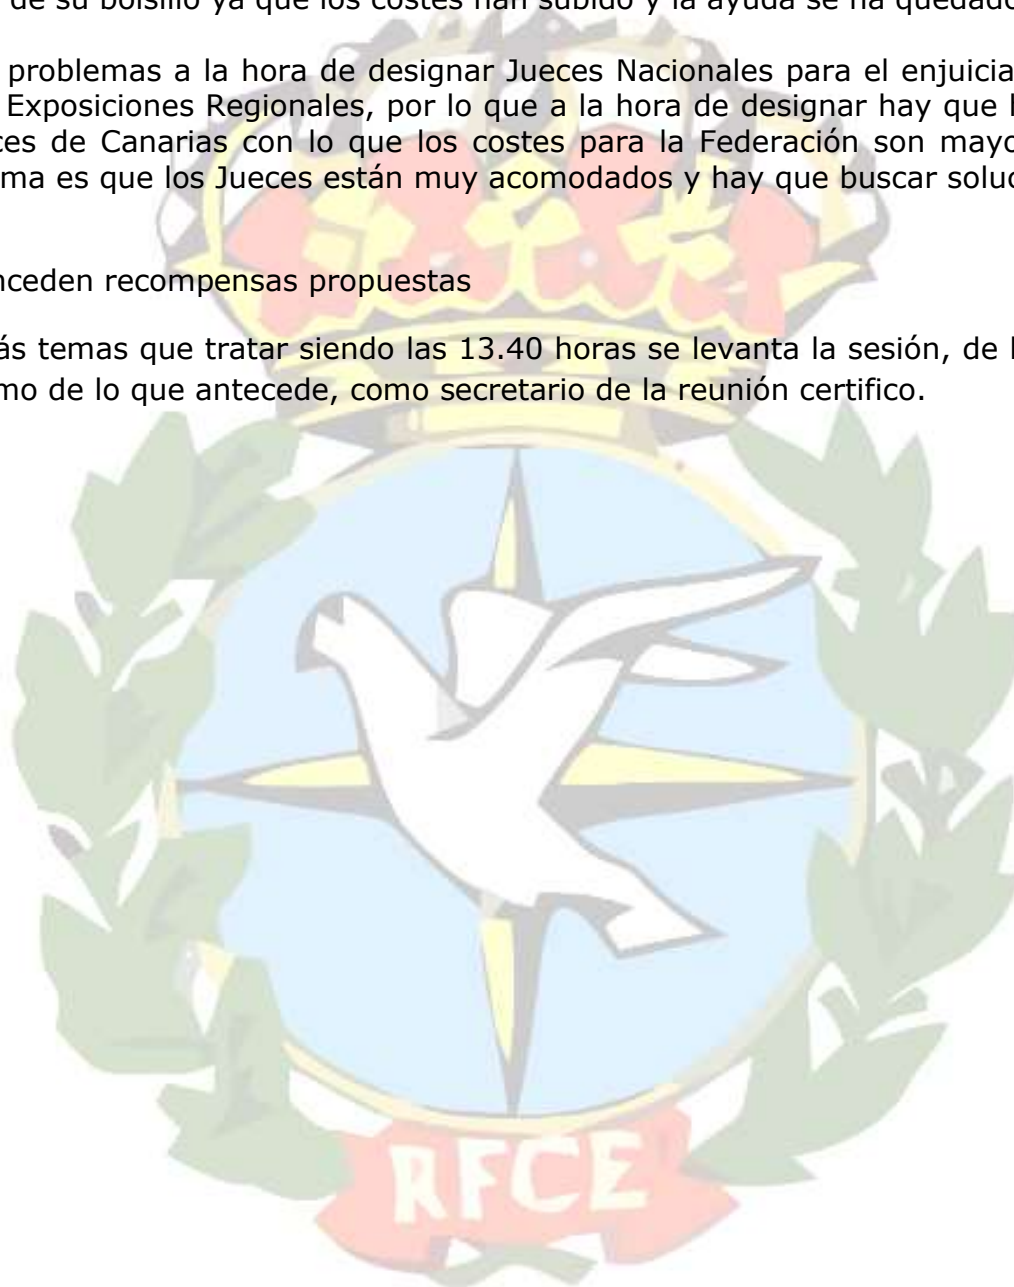 de su bolsillo ya que los costes han subido y la ayuda se ha quedado
problemas a la hora de designar Jueces Nacionales para el enjuicia
Exposiciones Regionales, por lo que a la hora de designar hay que
ces de Canarias con lo que los costes para la Federación son mayo
ma es que los Jueces están muy acomodados y hay que buscar soluc
nceden recompensas propuestas
ás temas que tratar siendo las 13.40 horas se levanta la sesión, de
mo de lo que antecede, como secretario de la reunión certifico.
RFCE